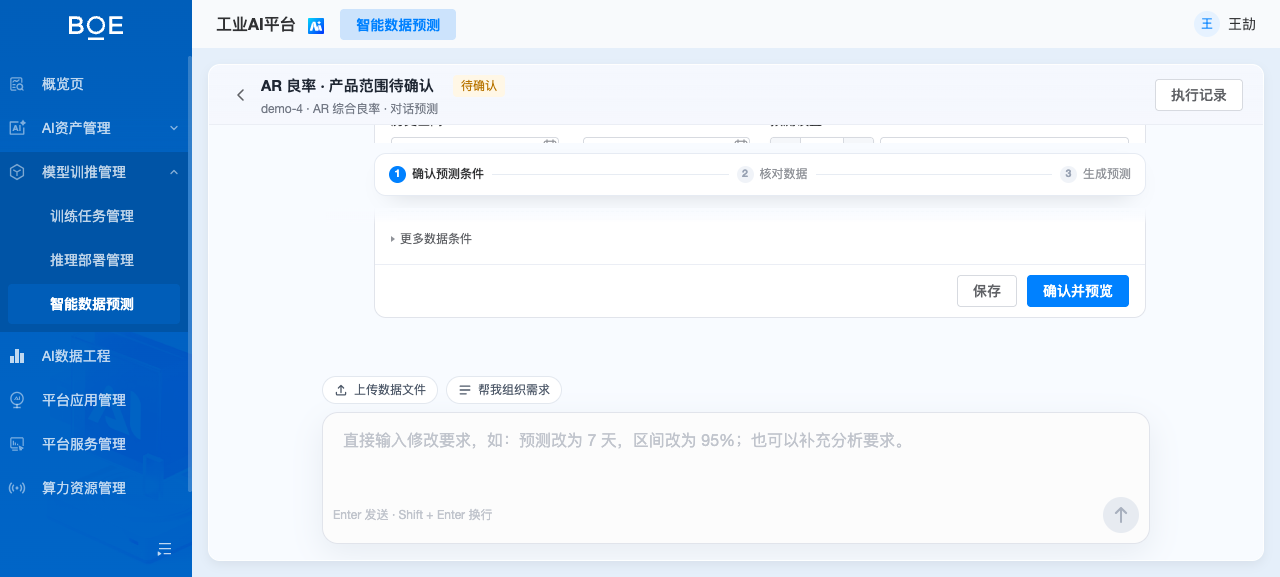 BOE
工业AI平台
智能数据预测
王
王劼
概览页
AI资产管理
模型训推管理
训练任务管理
推理部署管理
智能数据预测
AI数据工程
平台应用管理
平台服务管理
算力资源管理
AR 良率 · 产品范围待确认
待确认
demo-4 · AR 综合良率 · 对话预测
执行记录
1 确认预测条件
2 核对数据
3 生成预测
更多数据条件
保存
确认并预览
上传数据文件
帮我组织需求
直接输入修改要求，如：预测改为 7 天，区间改为 95%；也可以补充分析要求。
Enter 发送 · Shift + Enter 换行